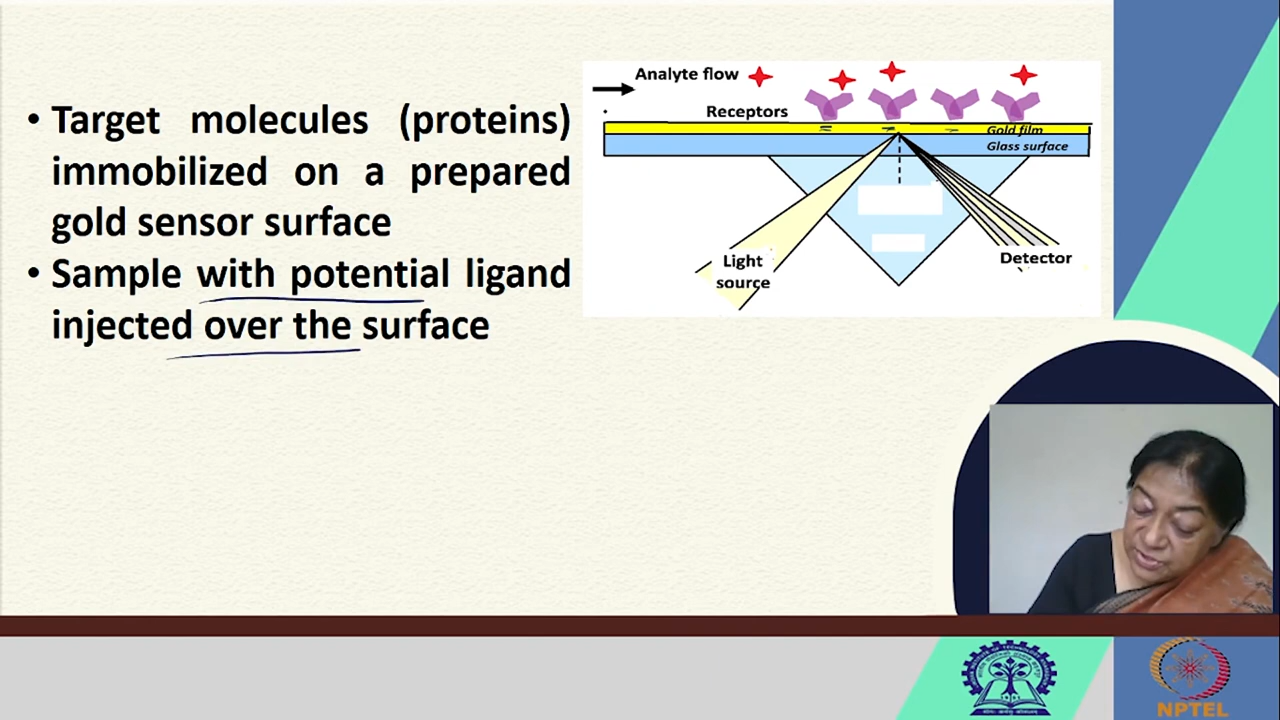 • Target molecules (proteins)
immobilized on a prepared
gold sensor surface
• Sample with potential ligand
injected over the surface
Analyte flow
Receptors
Gold film
Glass surface
Light
source
Detector
NPTEL